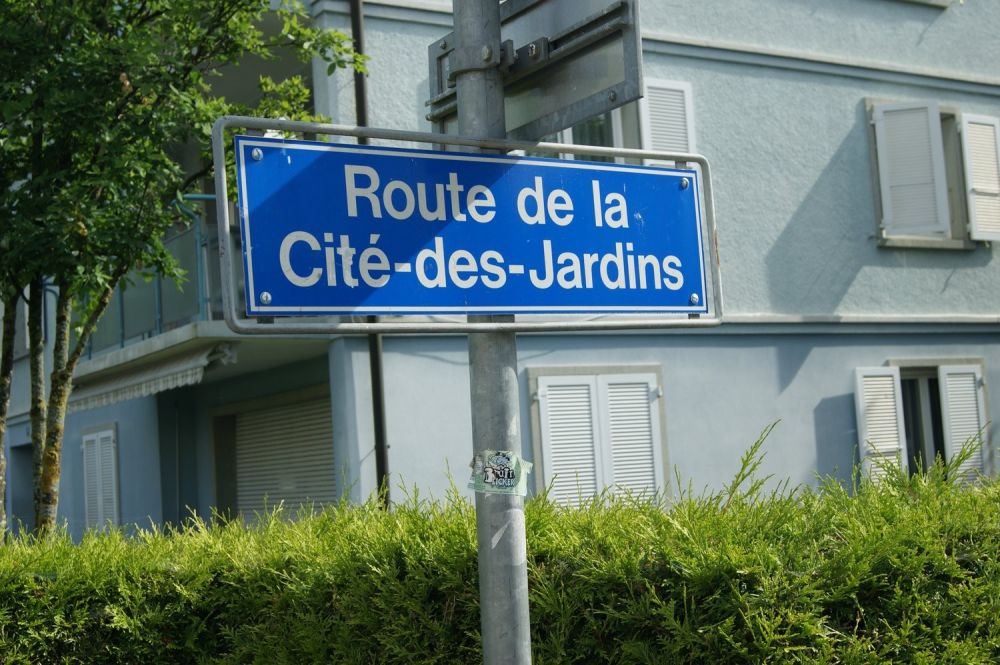 Route de la
Cité-des-Jardins